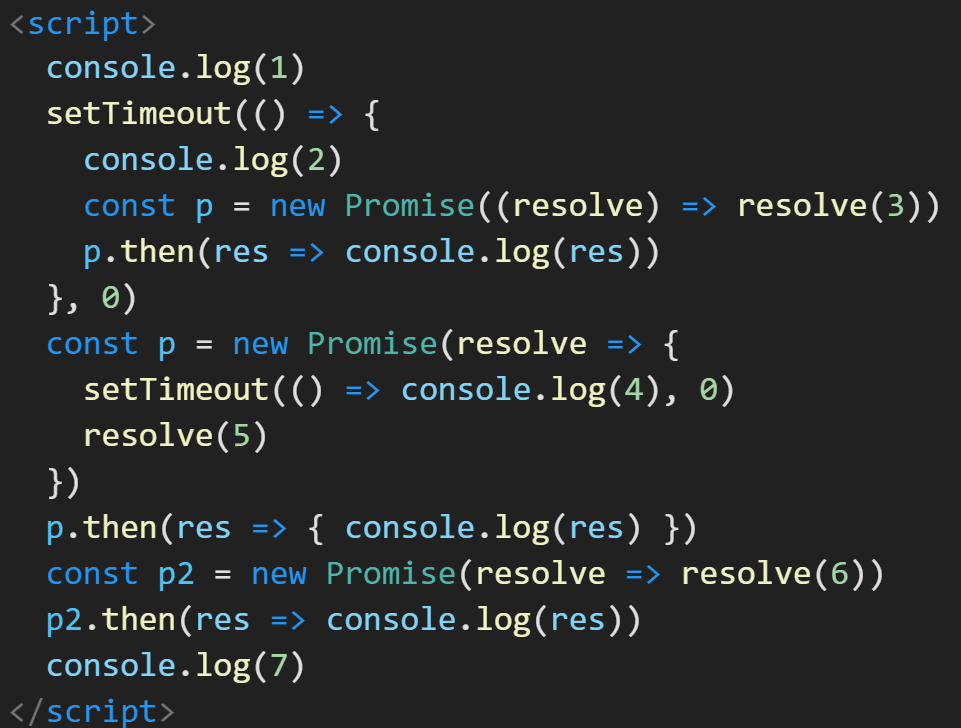 <script>
  console.log(1)
  setTimeout(() => {
    console.log(2)
    const p = new Promise((resolve) => resolve(3))
    p.then(res => console.log(res))
  }, 0)
  const p = new Promise(resolve => {
    setTimeout(() => console.log(4), 0)
    resolve(5)
  })
  p.then(res => { console.log(res) })
  const p2 = new Promise(resolve => resolve(6))
  p2.then(res => console.log(res))
  console.log(7)
</script>